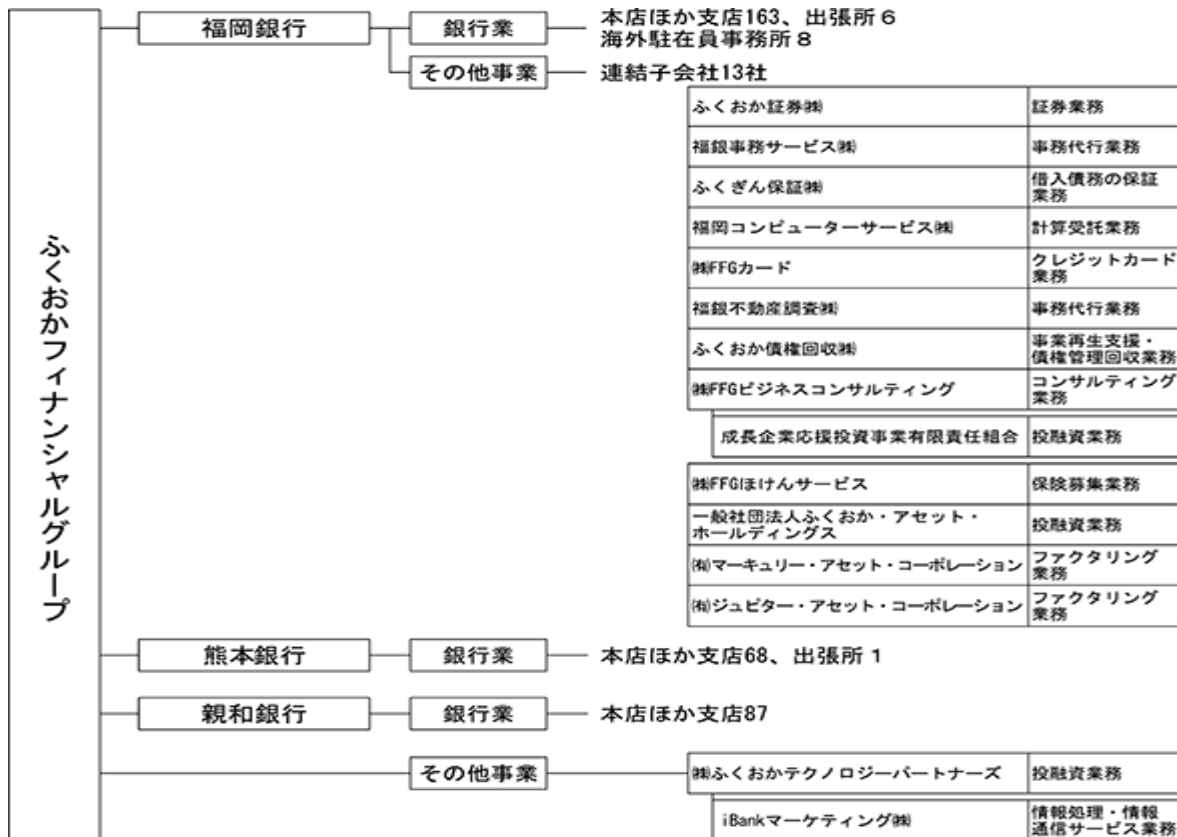 ふくおかフィナンシャルグループ
福岡銀行
銀行業
本店ほか支店163、出張所6
海外駐在員事務所8
その他事業
連結子会社13社
ふくおか証券㈱
証券業務
福銀事務サービス㈱
事務代行業務
ふくぎん保証㈱
借入債務の保証
業務
福岡コンピューターサービス㈱
計算受託業務
㈱FFGカード
クレジットカード
業務
福銀不動産調査㈱
事務代行業務
ふくおか債権回収㈱
事業再生支援・
債権管理回収業務
㈱FFGビジネスコンサルティング
コンサルティング
業務
成長企業応援投資事業有限責任組合
投融資業務
㈱FFGほけんサービス
保険募集業務
一般社団法人ふくおか・アセット・
ホールディングス
投融資業務
㈲マーキュリー・アセット・コーポレーション
ファクタリング
業務
㈲ジュピター・アセット・コーポレーション
ファクタリング
業務
熊本銀行
銀行業
本店ほか支店68、出張所1
親和銀行
銀行業
本店ほか支店87
その他事業
㈱ふくおかテクノロジーパートナーズ
投融資業務
iBankマーケティング㈱
情報処理・情報
通信サービス業務